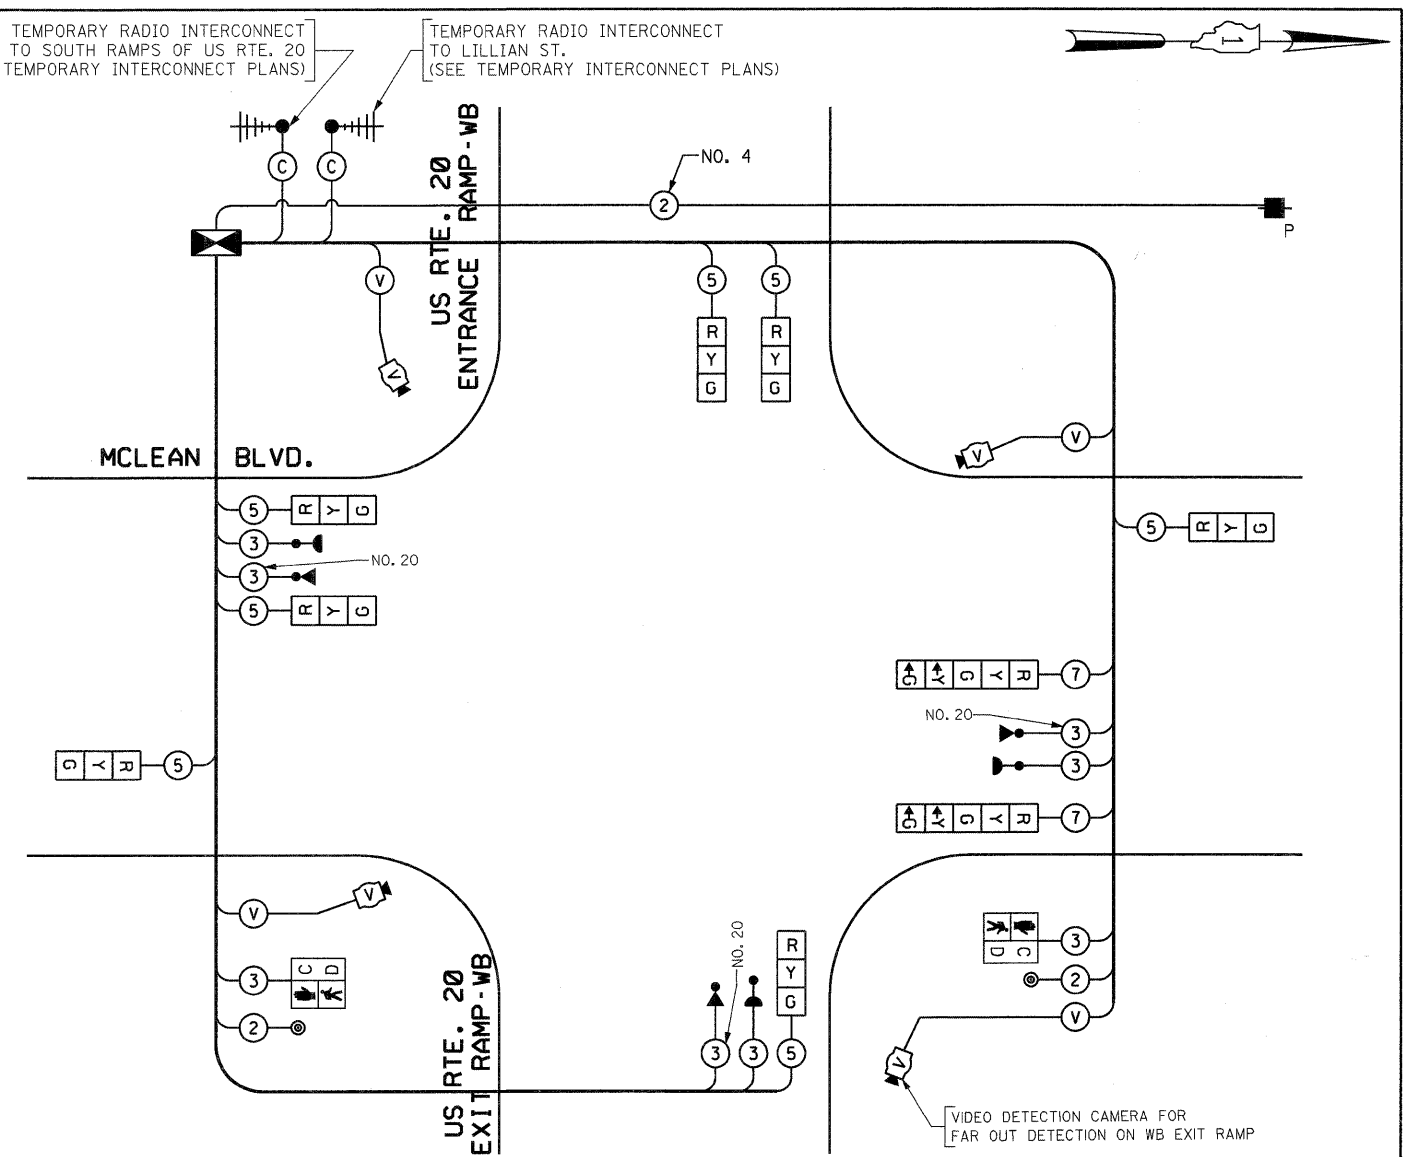 TEMPORARY RADIO INTERCONNECT
TO SOUTH RAMPS OF US RTE. 20
TEMPORARY INTERCONNECT PLANS)
TEMPORARY RADIO INTERCONNECT
TO LILLIAN ST.
(SEE TEMPORARY INTERCONNECT PLANS)
1
C
C
US RTE. 20
ENTRANCE RAMP-WB
NO. 4
2
P
V
V
5
5
R
Y
G
R
Y
G
V
V
MCLEAN BLVD.
5 R Y G
3
3 NO. 20
5 R Y G
5 R Y G
G Y R 5
G Y G Y R 7
NO. 20 3
3
G Y G Y R 7
V V
3 C D
2
US RTE. 20
EXIT RAMP-WB
NO. 20
R
Y
G
3
3
5
D C 3
2
V
V
VIDEO DETECTION CAMERA FOR
FAR OUT DETECTION ON WB EXIT RAMP